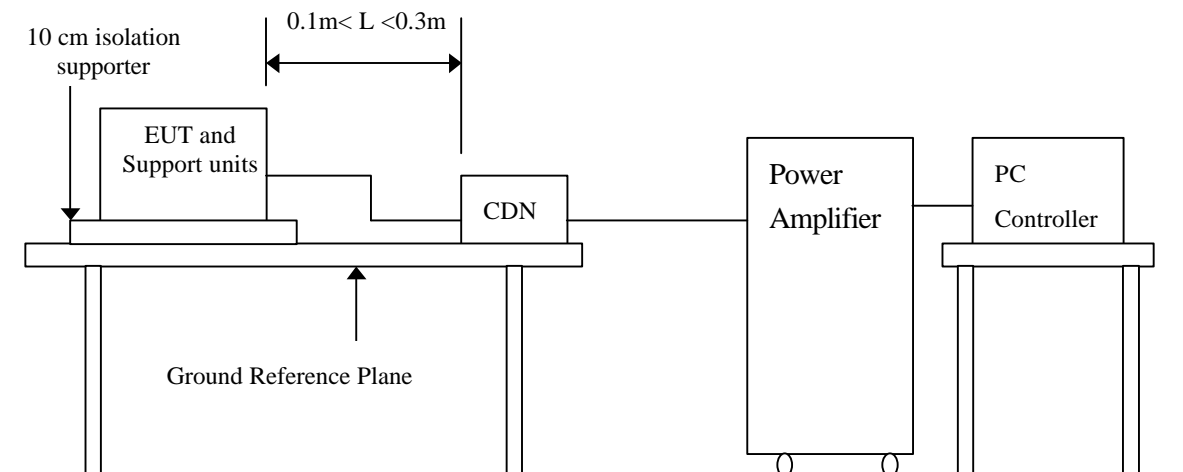 0.1m< L <0.3m
10 cm isolation
supporter
EUT and
Support units
CDN
Power
Amplifier
PC
Controller
Ground Reference Plane